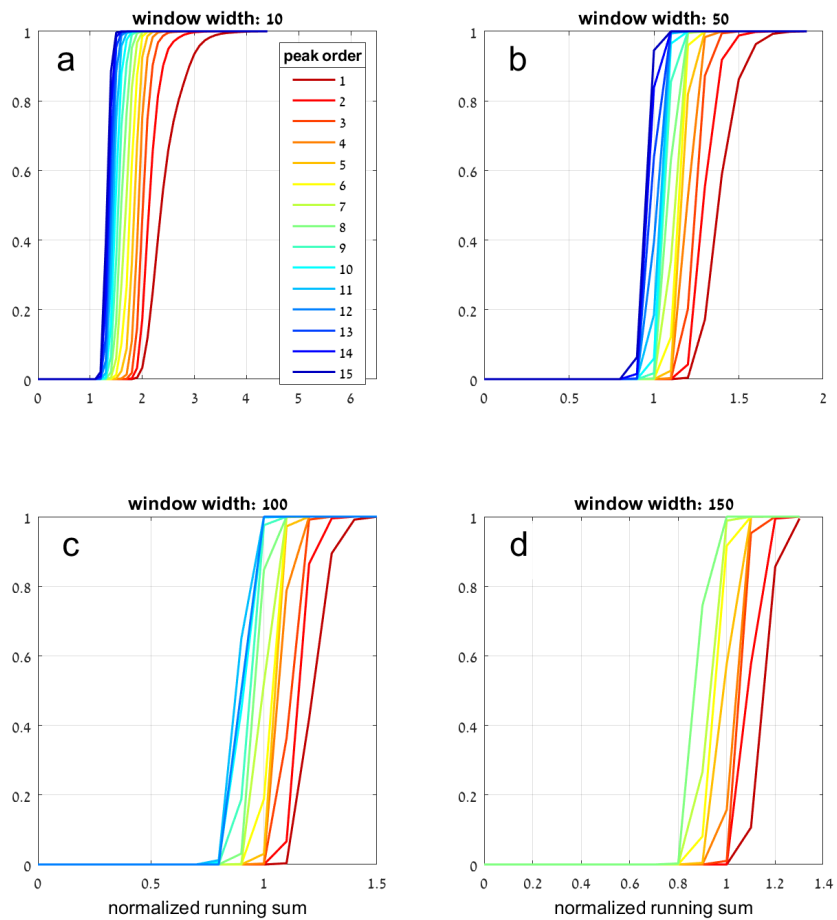 window width: 10
a
1
0.8
0.6
0.4
0.2
0
0 1 2 3 4 5 6
peak order
1
2
3
4
5
6
7
8
9
10
11
12
13
14
15
window width: 50
b
1
0.8
0.6
0.4
0.2
0
0 0.5 1 1.5 2
window width: 100
c
1
0.8
0.6
0.4
0.2
0
0 0.5 1 1.5
normalized running sum
window width: 150
d
1
0.8
0.6
0.4
0.2
0
0 0.2 0.4 0.6 0.8 1 1.2 1.4
normalized running sum